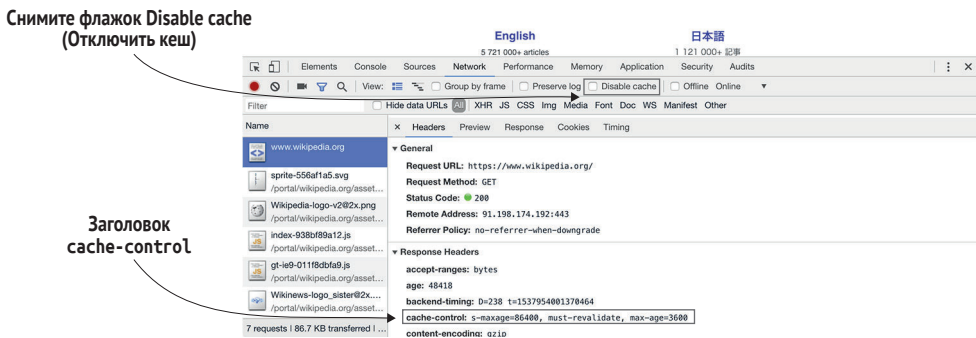 Снимите флажок Disable cache
(Отключить кеш)
English
日本語
5 721 000+ articles
1 121 000+ 記事
Elements Console Sources Network Performance Memory Application Security Audits
View: Group by frame Preserve log Disable cache Offline Online
Filter Hide data URLs All XHR JS CSS Img Media Font Doc WS Manifest Other
Name
× Headers Preview Response Cookies Timing
www.wikipedia.org
General
Request URL: https://www.wikipedia.org/
Request Method: GET
Status Code: 200
Remote Address: 91.198.174.192:443
Referrer Policy: no-referrer-when-downgrade
sprite-556af1a5.svg
/portal/wikipedia.org/asset...
Wikipedia-logo-v2@2x.png
/portal/wikipedia.org/asset...
index-938bf89a12.js
/portal/wikipedia.org/asset...
gt-ie9-011f8dbfa9.js
/portal/wikipedia.org/asset...
Wikinews-logo_sister@2x....
/portal/wikipedia.org/asset...
7 requests | 86.7 KB transferred | ...
Заголовок
cache-control
Response Headers
accept-ranges: bytes
age: 48418
backend-timing: D=238 t=1537954001370464
cache-control: s-maxage=86400, must-revalidate, max-age=3600
content-encoding: gzip